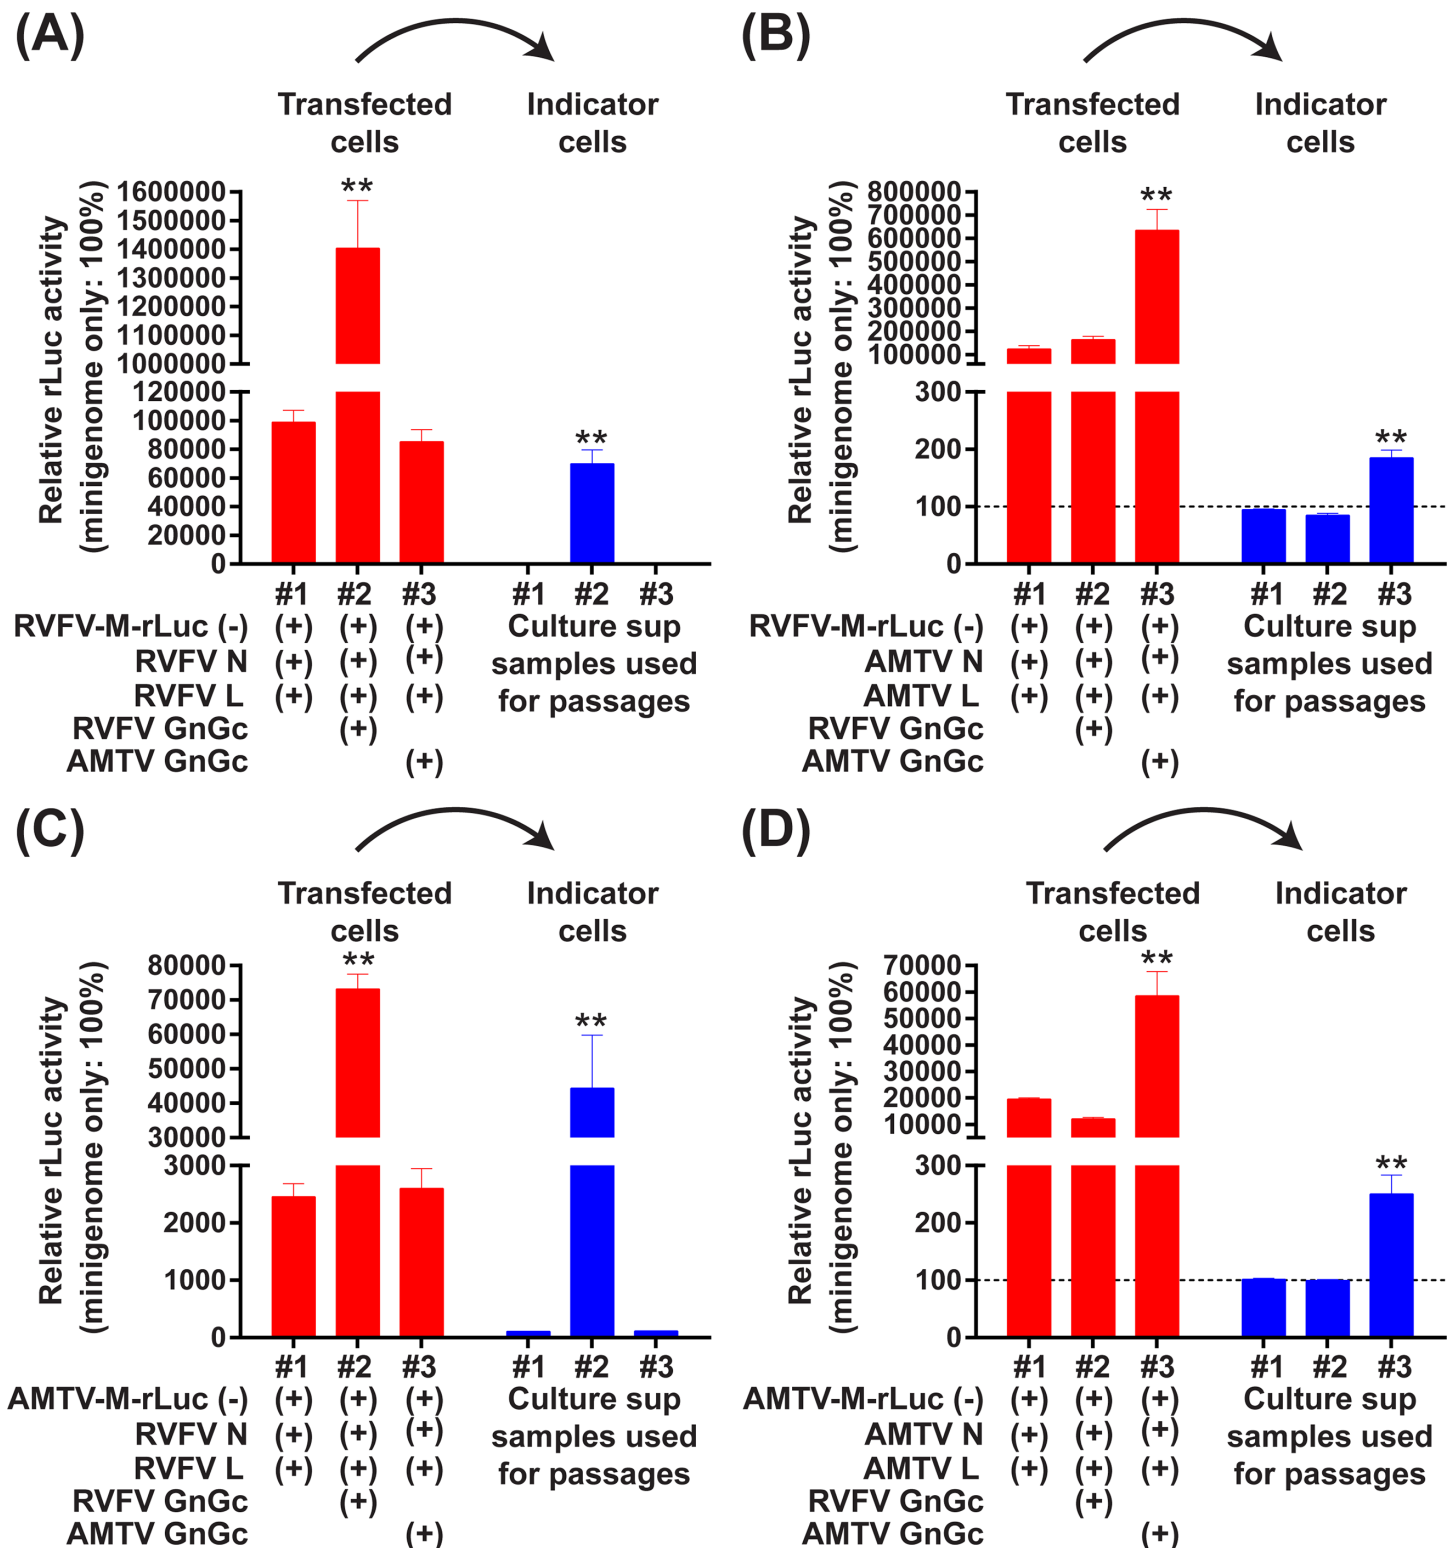 (A)
Transfected
cells
Indicator
cells
Relative rLuc activity
(minigenome only: 100%)
1600000
1500000
1400000
1300000
1200000
1100000
1000000
120000
100000
80000
60000
40000
20000
0
**
**
#1 #2 #3 #1 #2 #3
RVFV-M-rLuc (-) (+) (+) (+)
RVFV N (+) (+) (+)
RVFV L (+) (+) (+)
RVFV GnGc (+)
AMTV GnGc (+)
Culture sup
samples used
for passages
(B)
Transfected
cells
Indicator
cells
Relative rLuc activity
(minigenome only: 100%)
800000
700000
600000
500000
400000
300000
200000
100000
300
200
100
0
**
**
#1 #2 #3 #1 #2 #3
RVFV-M-rLuc (-) (+) (+) (+)
AMTV N (+) (+) (+)
AMTV L (+) (+) (+)
RVFV GnGc (+)
AMTV GnGc (+)
Culture sup
samples used
for passages
(C)
Transfected
cells
Indicator
cells
Relative rLuc activity
(minigenome only: 100%)
80000
70000
60000
50000
40000
30000
3000
2000
1000
0
**
**
#1 #2 #3 #1 #2 #3
AMTV-M-rLuc (-) (+) (+) (+)
RVFV N (+) (+) (+)
RVFV L (+) (+) (+)
RVFV GnGc (+)
AMTV GnGc (+)
Culture sup
samples used
for passages
(D)
Transfected
cells
Indicator
cells
Relative rLuc activity
(minigenome only: 100%)
70000
60000
50000
40000
30000
20000
10000
300
200
100
0
**
**
#1 #2 #3 #1 #2 #3
AMTV-M-rLuc (-) (+) (+) (+)
AMTV N (+) (+) (+)
AMTV L (+) (+) (+)
RVFV GnGc (+)
AMTV GnGc (+)
Culture sup
samples used
for passages